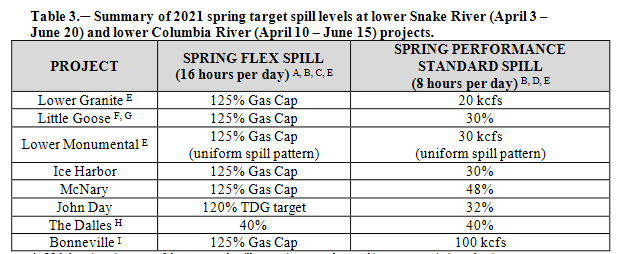 Table 3.— Summary of 2021 spring target spill levels at lower Snake River (April 3 –
June 20) and lower Columbia River (April 10 – June 15) projects.
PROJECT
SPRING FLEX SPILL
(16 hours per day) A, B, C, E
SPRING PERFORMANCE
STANDARD SPILL
(8 hours per day) B, D, E
Lower Granite E 125% Gas Cap 20 kcfs
Little Goose F, G 125% Gas Cap 30%
Lower Monumental E
125% Gas Cap
(uniform spill pattern)
30 kcfs
(uniform spill pattern)
Ice Harbor 125% Gas Cap 30%
McNary 125% Gas Cap 48%
John Day 120% TDG target 32%
The Dalles H 40% 40%
Bonneville I 125% Gas Cap 100 kcfs